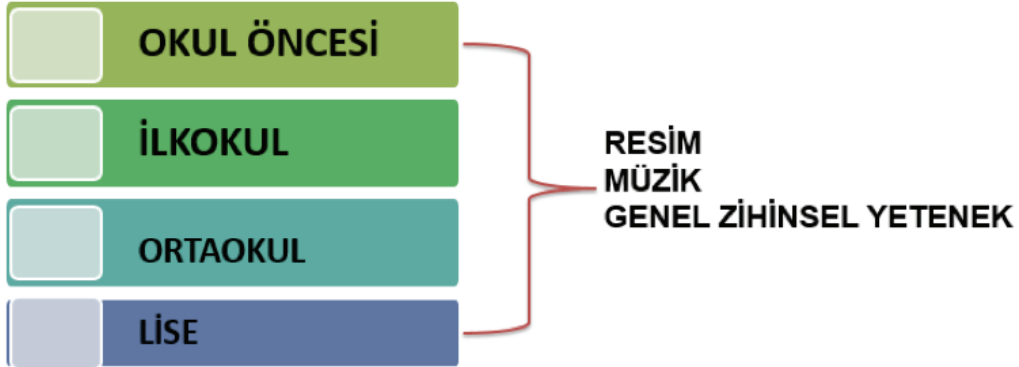 OKUL ÖNCESİ
İLKOKUL
ORTAOKUL
LİSE
RESİM
MÜZİK
GENEL ZİHİNSEL YETENEK